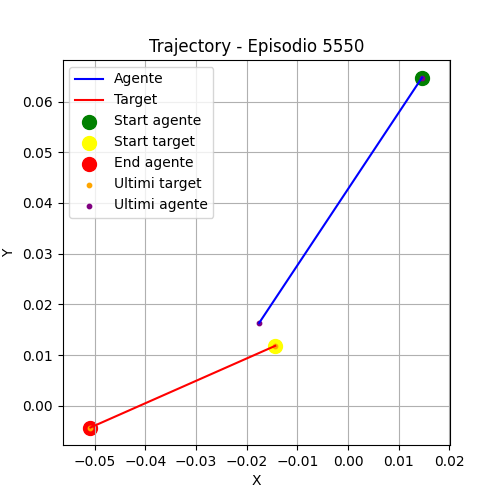 Trajectory - Episodio 5550
Agente
Target
Start agente
Start target
End agente
Ultimi target
Ultimi agente
0.06
0.05
0.04
0.03
0.02
0.01
0.00
Y
−0.05 −0.04 −0.03 −0.02 −0.01 0.00 0.01 0.02
X